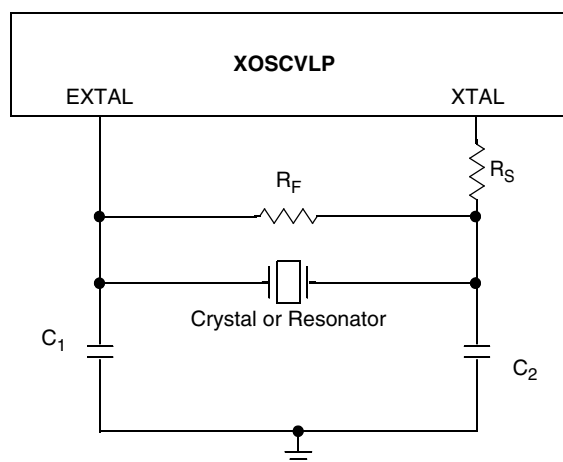 XOSCVLP
EXTAL XTAL
R_S
R_F
Crystal or Resonator
C_1
C_2